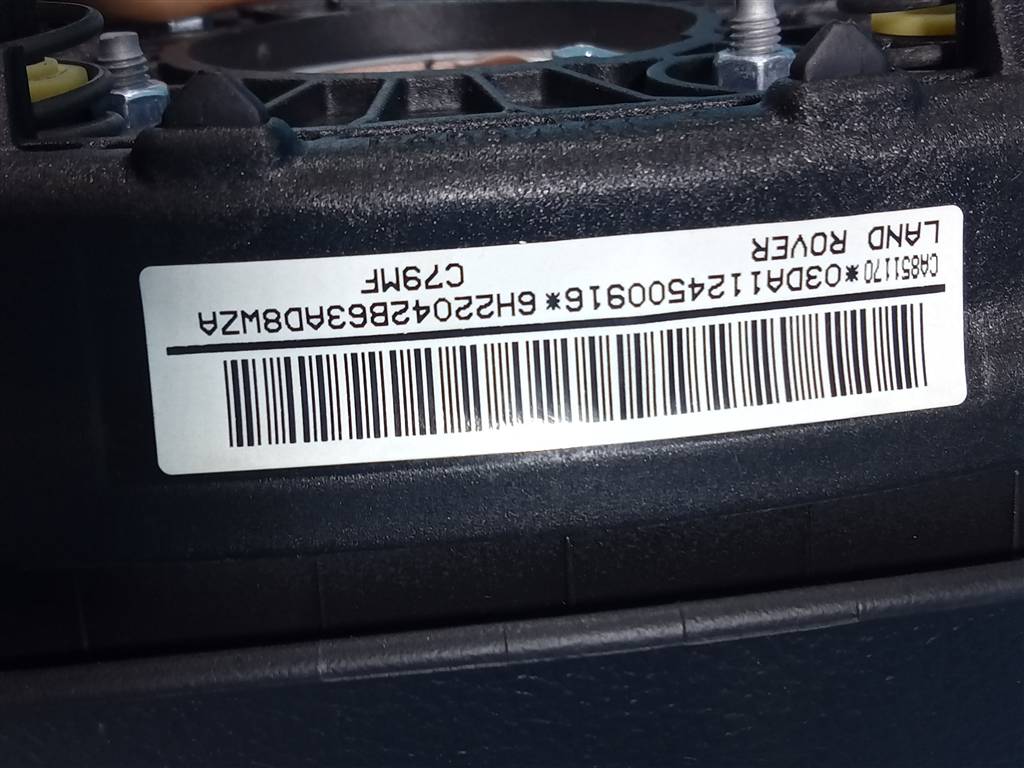 LAND ROVER
CA851170*03DA1124500916*6H22042B63AD8WZA
C79MF